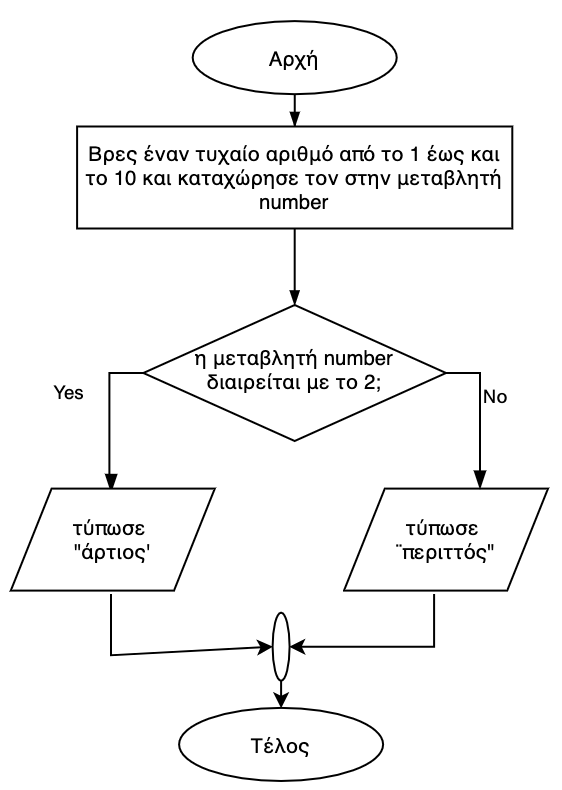 Αρχή
Βρες έναν τυχαίο αριθμό από το 1 έως και
το 10 και καταχώρησε τον στην μεταβλητή
number
η μεταβλητή number
διαιρείται με το 2;
Yes
No
τύπωσε
"άρτιος'
τύπωσε
¨περιττός"
Τέλος